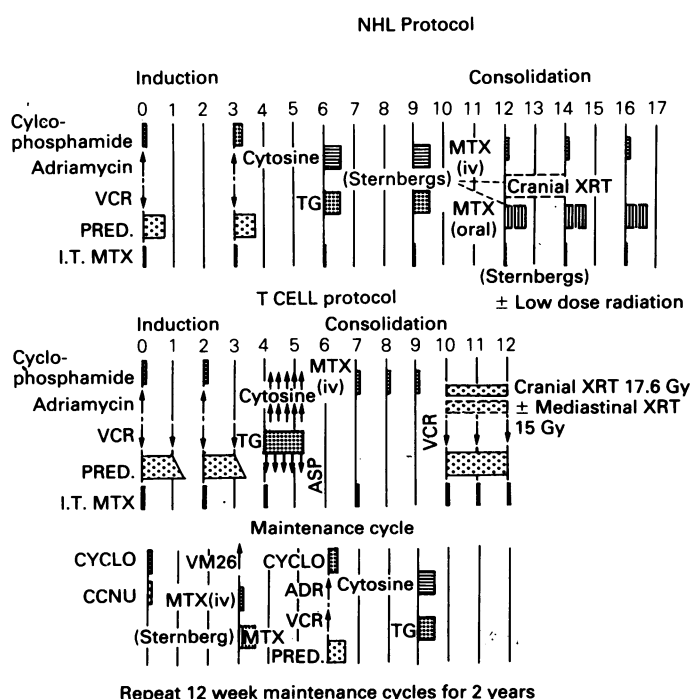 NHL Protocol
Induction
Consolidation
0 1 2 3 4 5 6 7 8 9 10 11 12 13 14 15 16 17
Cylco-
phosphamide
Adriamycin
VCR
PRED.
I.T. MTX
Cytosine
TG
(Sternbergs)
MTX
(iv)
Cranial XRT
MTX
(oral)
(Sternbergs)
± Low dose radiation
T CELL protocol
Induction
Consolidation
0 1 2 3 4 5 6 7 8 9 10 11 12
Cyclo-
phosphamide
Adriamycin
VCR
PRED.
I.T. MTX
Cytosine
TG
ASP
MTX
(iv)
VCR
Cranial XRT 17.6 Gy
± Mediastinal XRT
15 Gy
Maintenance cycle
CYCLO
CCNU
VM26
MTX(iv)
(Sternberg)
MTX
CYCLO
ADR
VCR
PRED.
Cytosine
TG
Repeat 12 week maintenance cycles for 2 years